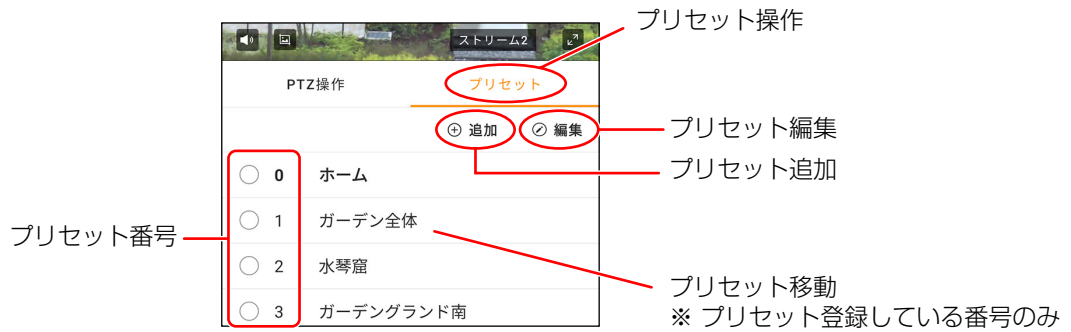 プリセット操作
ストリーム2
PTZ操作
プリセット
追加
編集
プリセット編集
プリセット追加
0 ホーム
1 ガーデン全体
プリセット番号
2 水琴窟
プリセット移動
※ プリセット登録している番号のみ
3 ガーデングランド南